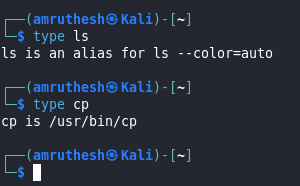 ┌──(amruthesh㉿Kali)-[~]
└─$ type ls
ls is an alias for ls --color=auto
┌──(amruthesh㉿Kali)-[~]
└─$ type cp
cp is /usr/bin/cp
┌──(amruthesh㉿Kali)-[~]
└─$